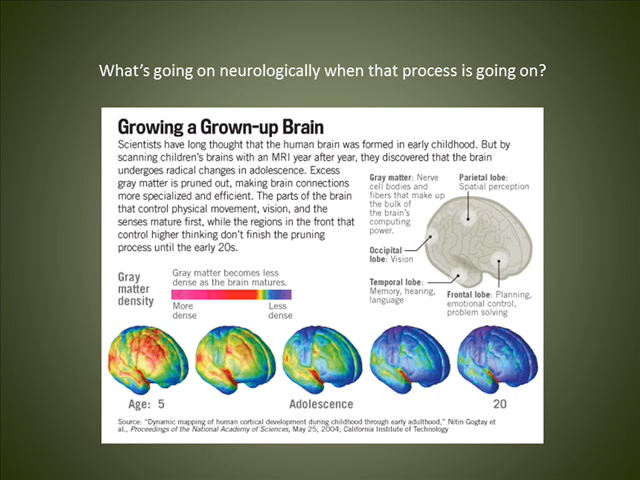 What's going on neurologically when that process is going on?
Growing a Grown-up Brain
Scientists have long thought that the human brain was formed in early childhood. But by
scanning children's brains with an MRI year after year, they discovered that the brain
undergoes radical changes in adolescence. Excess
gray matter is pruned out, making brain connections
more specialized and efficient. The parts of the brain
that control physical movement, vision, and the
senses mature first, while the regions in the front that
control higher thinking don't finish the pruning
process until the early 20s.
Gray matter: Nerve
cell bodies and
fibers that make up
the bulk of
the brain's
computing
power.
Parietal lobe:
Spatial perception
Occipital
lobe: Vision
Temporal lobe:
Memory, hearing,
language
Frontal lobe: Planning,
emotional control,
problem solving
Gray
matter
density
Gray matter becomes less
dense as the brain matures.
More
dense
Less
dense
Age: 5
Adolescence
20
Source: "Dynamic mapping of human cortical development during childhood through early adulthood," Nitin Gogtay et
al., Proceedings of the National Academy of Sciences, May 25, 2004; California Institute of Technology